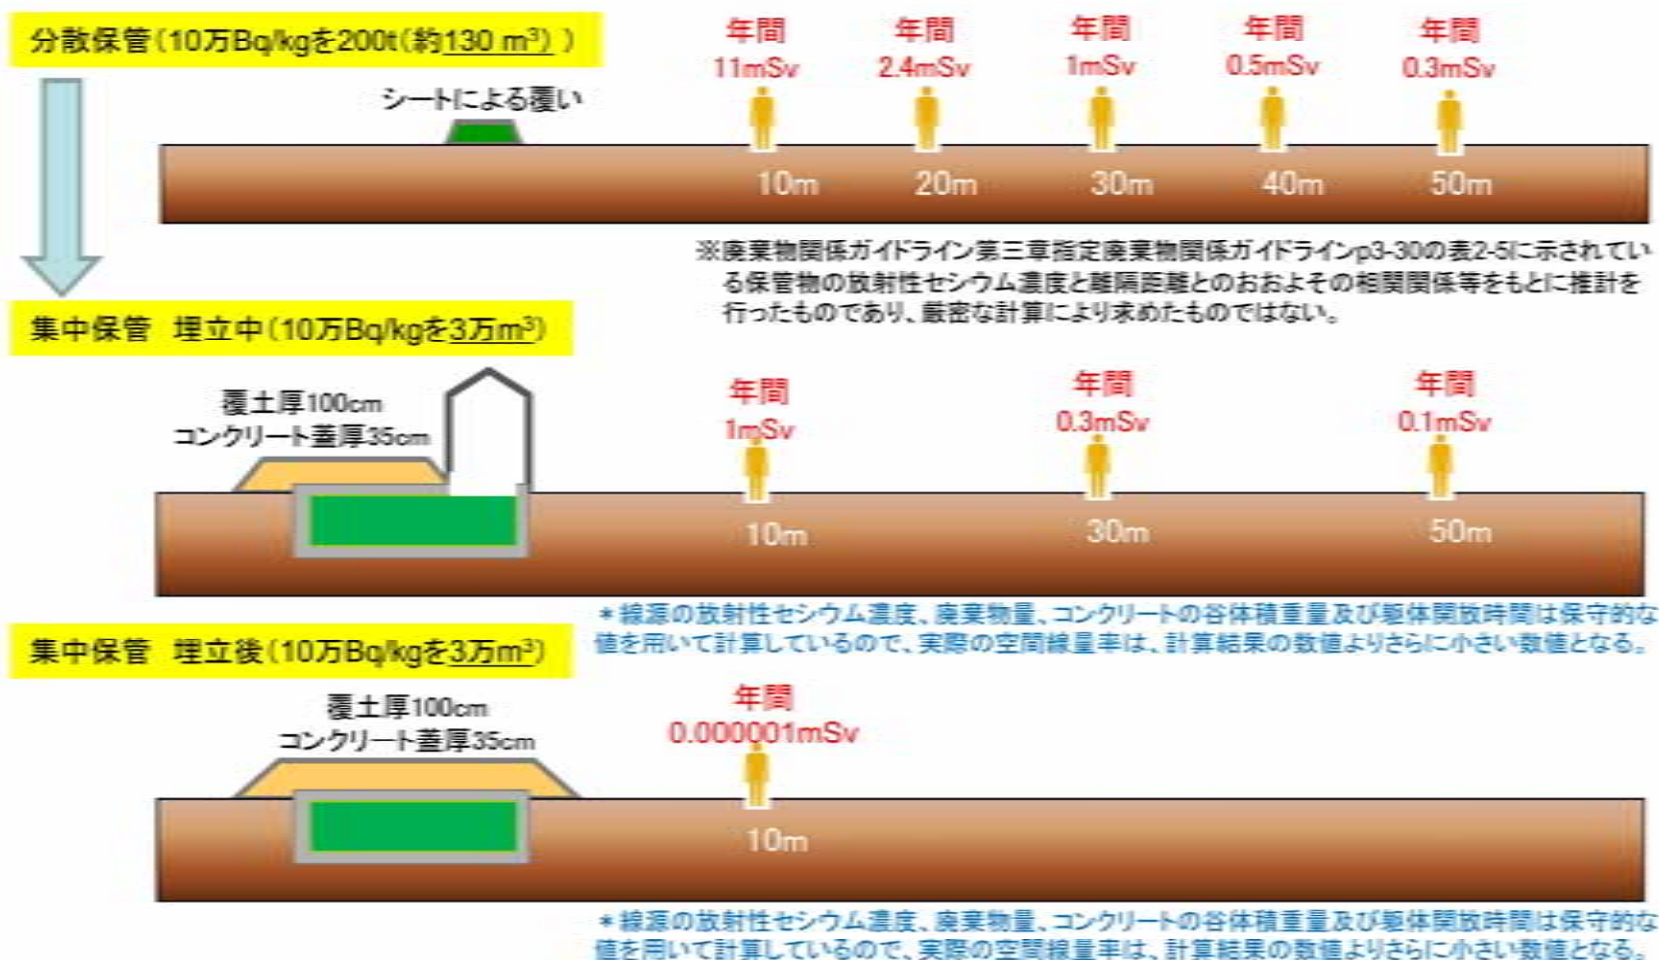 分散保管(10万Bq/kgを200t(約130 m³) )
年間 年間 年間 年間 年間
11mSv 2.4mSv 1mSv 0.5mSv 0.3mSv
シートによる覆い
10m 20m 30m 40m 50m
※廃棄物関係ガイドライン第三章指定廃棄物関係ガイドラインp3-30の表2-5に示されてい
る保管物の放射性セシウム濃度と離隔距離とのおおよその相関関係等をもとに推計を
行ったものであり、厳密な計算により求めたものではない。
集中保管 埋立中(10万Bq/kgを3万m³)
覆土厚100cm
コンクリート蓋厚35cm
年間 年間 年間
1mSv 0.3mSv 0.1mSv
10m 30m 50m
*線源の放射性セシウム濃度、廃棄物量、コンクリートの谷体積重量及び躯体開放時間は保守的な
値を用いて計算しているので、実際の空間線量率は、計算結果の数値よりさらに小さい数値となる。
集中保管 埋立後(10万Bq/kgを3万m³)
覆土厚100cm
コンクリート蓋厚35cm
年間
0.000001mSv
10m
*線源の放射性セシウム濃度、廃棄物量、コンクリートの谷体積重量及び躯体開放時間は保守的な
値を用いて計算しているので、実際の空間線量率は、計算結果の数値よりさらに小さい数値となる。